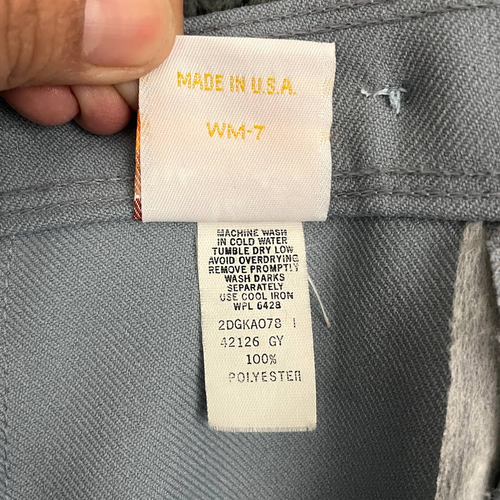 MADE IN U.S.A.
WM-7
MACHINE WASH
IN COLD WATER
TUMBLE DRY LOW
AVOID OVERDRYING
REMOVE PROMPTLY
WASH DARKS
SEPARATELY
USE COOL IRON
WPL 6428
2DGKA078 1
42126 GY
100%
POLYESTER